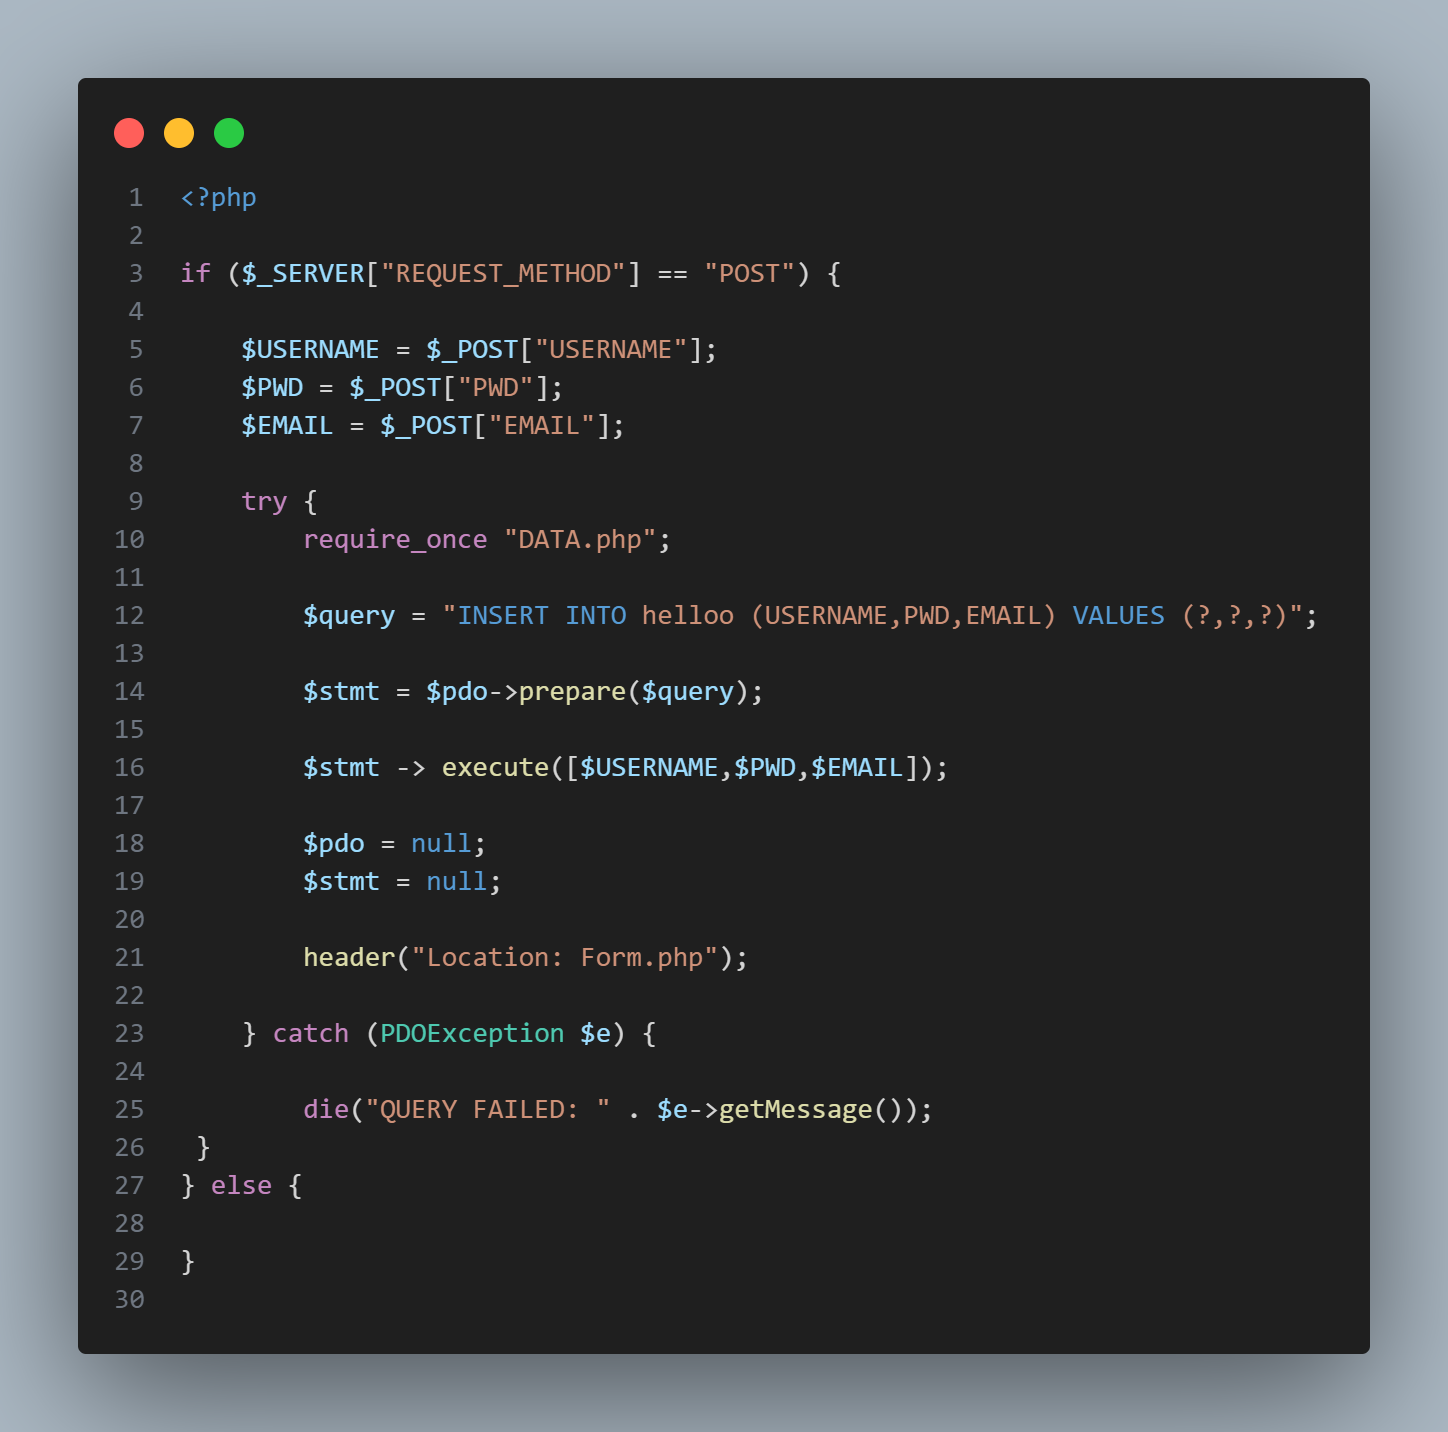 1 <?php
2
3 if ($_SERVER["REQUEST_METHOD"] == "POST") {
4
5     $USERNAME = $_POST["USERNAME"];
6     $PWD = $_POST["PWD"];
7     $EMAIL = $_POST["EMAIL"];
8
9     try {
10         require_once "DATA.php";
11
12         $query = "INSERT INTO helloo (USERNAME,PWD,EMAIL) VALUES (?,?,?)";
13
14         $stmt = $pdo->prepare($query);
15
16         $stmt -> execute([$USERNAME,$PWD,$EMAIL]);
17
18         $pdo = null;
19         $stmt = null;
20
21         header("Location: Form.php");
22
23     } catch (PDOException $e) {
24
25         die("QUERY FAILED: " . $e->getMessage());
26  }
27 } else {
28
29 }
30